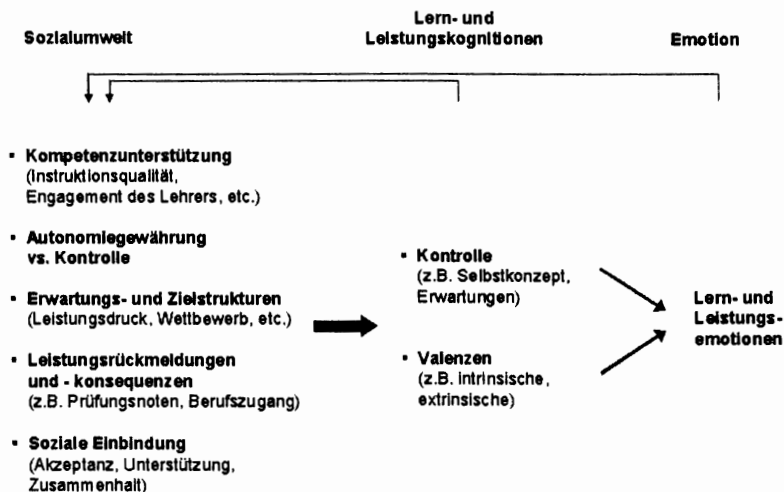 Sozialumwelt
Lern- und
Leistungskognitionen
Emotion
▪ Kompetenzunterstützung
(Instruktionsqualität,
Engagement des Lehrers, etc.)
▪ Autonomiegewährung
vs. Kontrolle
▪ Erwartungs- und Zielstrukturen
(Leistungsdruck, Wettbewerb, etc.)
▪ Leistungsrückmeldungen
und - konsequenzen
(z.B. Prüfungsnoten, Berufszugang)
▪ Soziale Einbindung
(Akzeptanz, Unterstützung,
Zusammenhalt)
▪ Kontrolle
(z.B. Selbstkonzept,
Erwartungen)
▪ Valenzen
(z.B. intrinsische,
extrinsische)
Lern- und
Leistungs-
emotionen